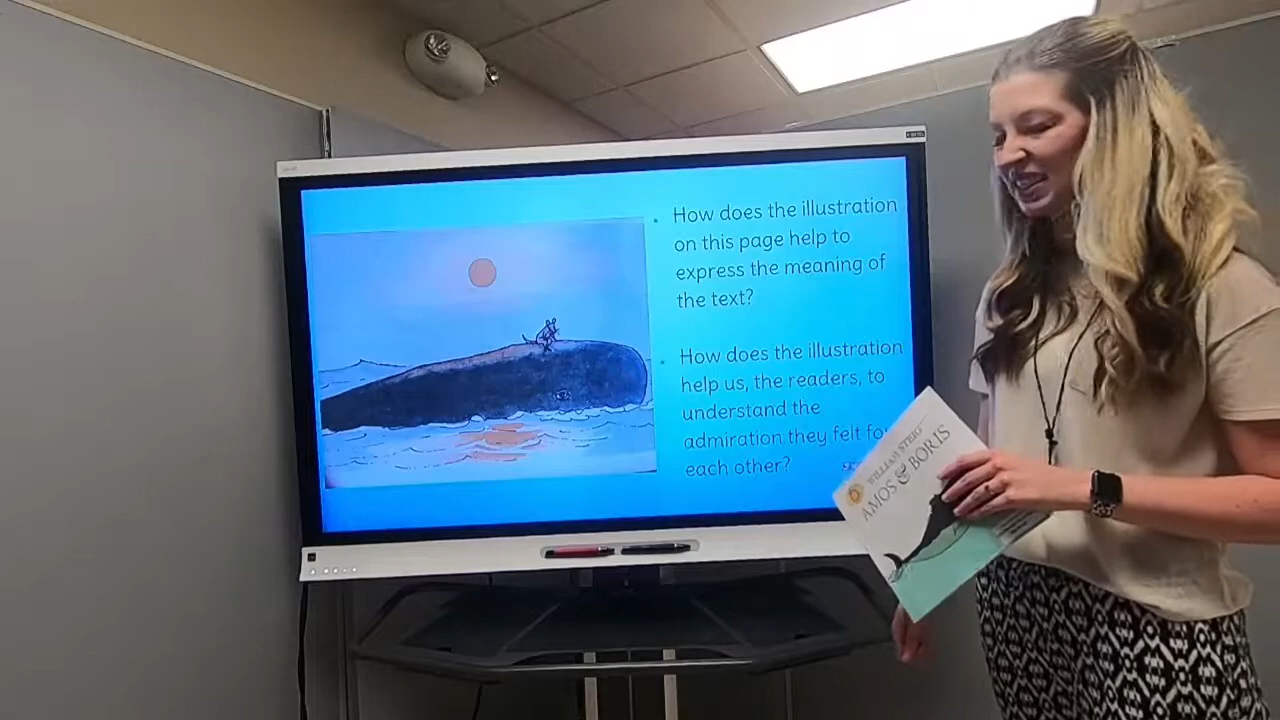 How does the illustration
on this page help to
express the meaning of
the text?
How does the illustration
help us, the readers, to
understand the
admiration they felt for
each other?
WILLIAM STEIG
AMOS & BORIS